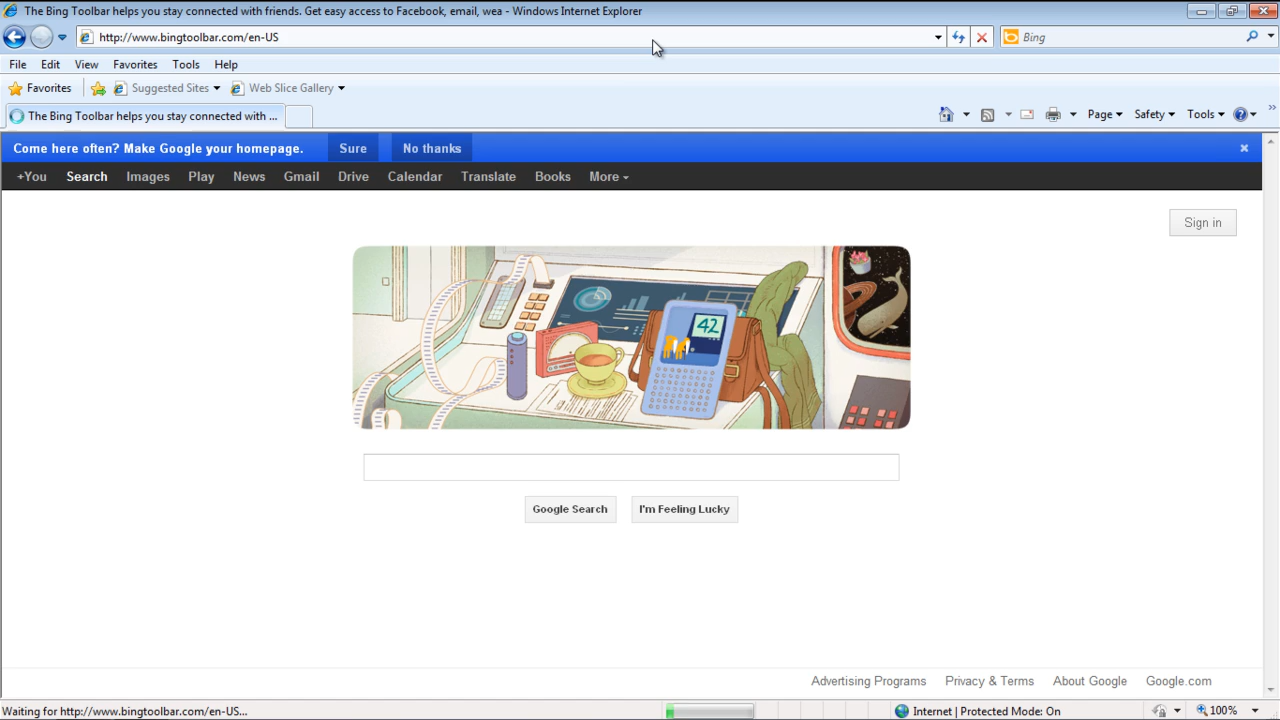 The Bing Toolbar helps you stay connected with friends. Get easy access to Facebook, email, wea - Windows Internet Explorer
http://www.bingtoolbar.com/en-US
Bing
File Edit View Favorites Tools Help
Favorites Suggested Sites Web Slice Gallery
The Bing Toolbar helps you stay connected with ...
Page Safety Tools
Come here often? Make Google your homepage. Sure No thanks
+You Search Images Play News Gmail Drive Calendar Translate Books More
Sign in
42
Google Search I'm Feeling Lucky
Advertising Programs Privacy & Terms About Google Google.com
Waiting for http://www.bingtoolbar.com/en-US... Internet | Protected Mode: On 100%